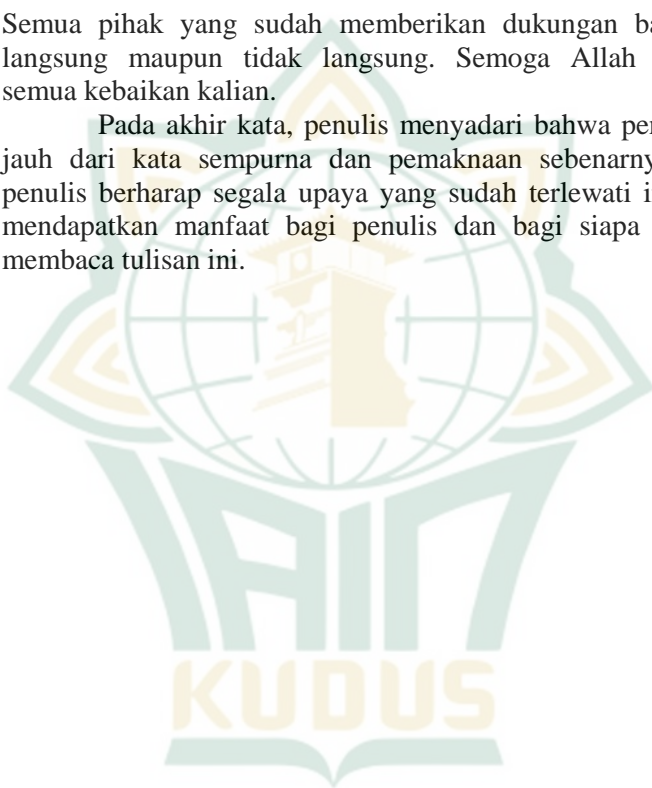 Semua pihak yang sudah memberikan dukungan ba
langsung maupun tidak langsung. Semoga Allah
semua kebaikan kalian.
Pada akhir kata, penulis menyadari bahwa per
jauh dari kata sempurna dan pemaknaan sebenarny
penulis berharap segala upaya yang sudah terlewati i
mendapatkan manfaat bagi penulis dan bagi siapa
membaca tulisan ini.
IAIN
KUDUS